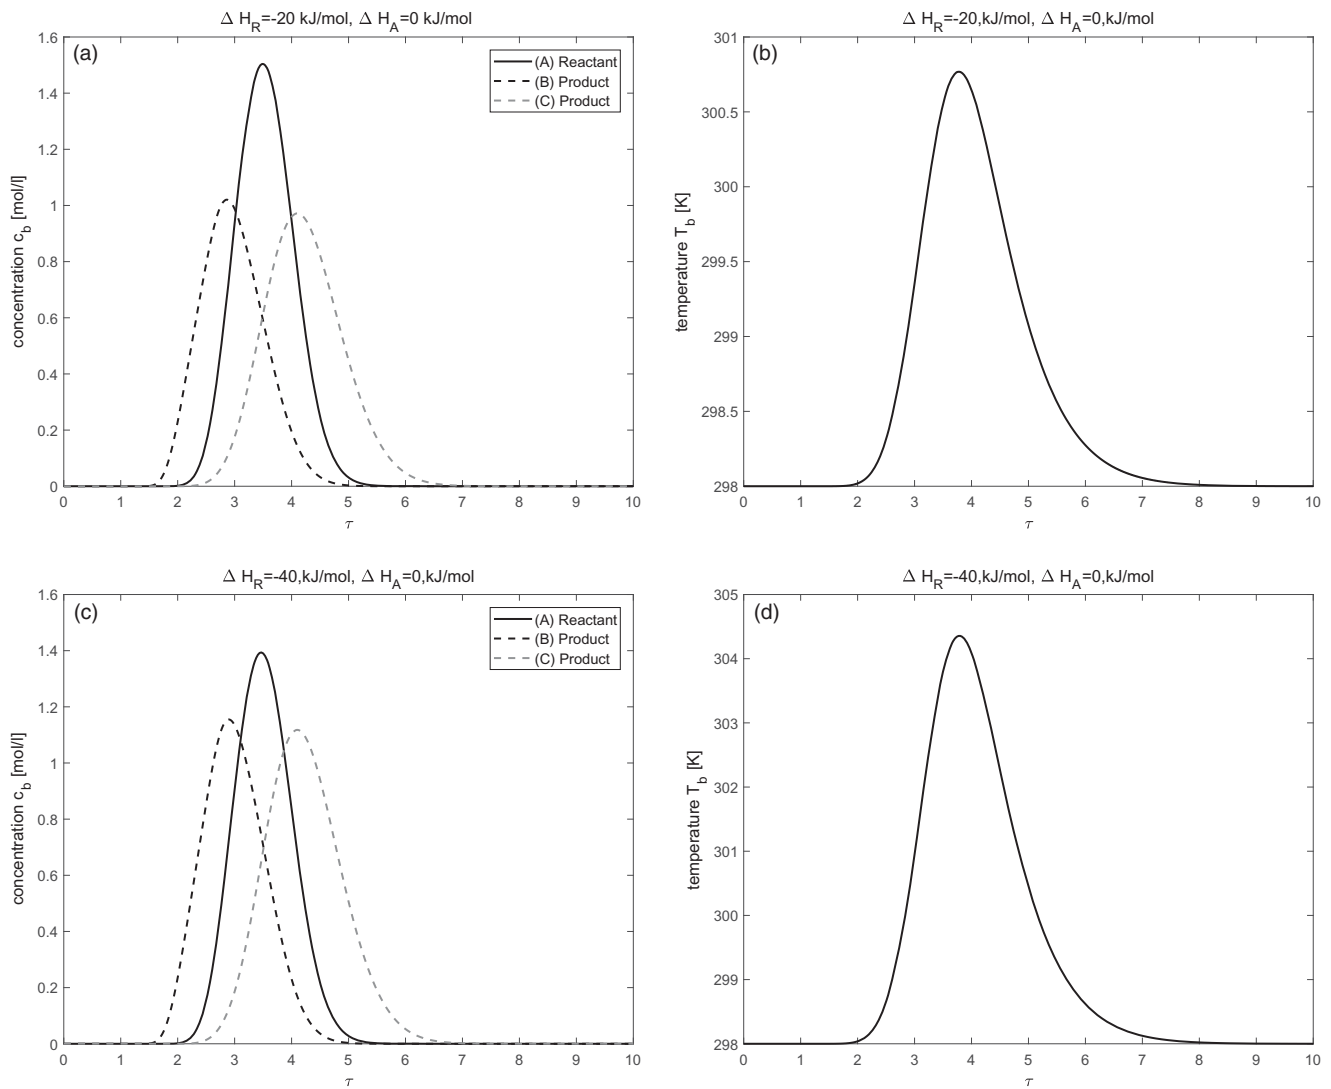 Δ H_R=-20 kJ/mol, Δ H_A=0 kJ/mol
(a)
(A) Reactant
(B) Product
(C) Product
concentration c_b [mol/l]
1.6
1.4
1.2
1
0.8
0.6
0.4
0.2
0
0 1 2 3 4 5 6 7 8 9 10
τ
Δ H_R=-20,kJ/mol, Δ H_A=0,kJ/mol
(b)
temperature T_b [K]
301
300.5
300
299.5
299
298.5
298
0 1 2 3 4 5 6 7 8 9 10
τ
Δ H_R=-40,kJ/mol, Δ H_A=0,kJ/mol
(c)
(A) Reactant
(B) Product
(C) Product
concentration c_b [mol/l]
1.6
1.4
1.2
1
0.8
0.6
0.4
0.2
0
0 1 2 3 4 5 6 7 8 9 10
τ
Δ H_R=-40,kJ/mol, Δ H_A=0,kJ/mol
(d)
temperature T_b [K]
305
304
303
302
301
300
299
298
0 1 2 3 4 5 6 7 8 9 10
τ